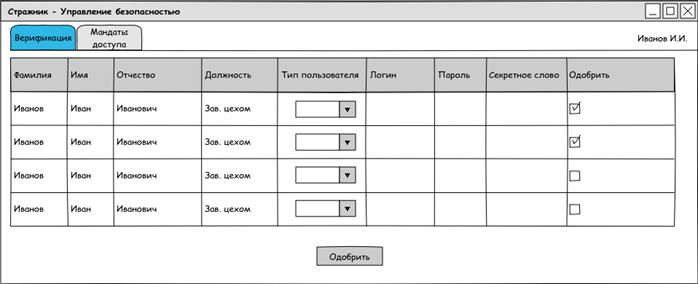 Стражник - Управление безопасностью
Верификация
Мандаты
доступа
Иванов И.И.
Фамилия Имя Отчество Должность Тип пользователя Логин Пароль Секретное слово Одобрить
Иванов Иван Иванович Зав. цехом
Иванов Иван Иванович Зав. цехом
Иванов Иван Иванович Зав. цехом
Иванов Иван Иванович Зав. цехом
Одобрить